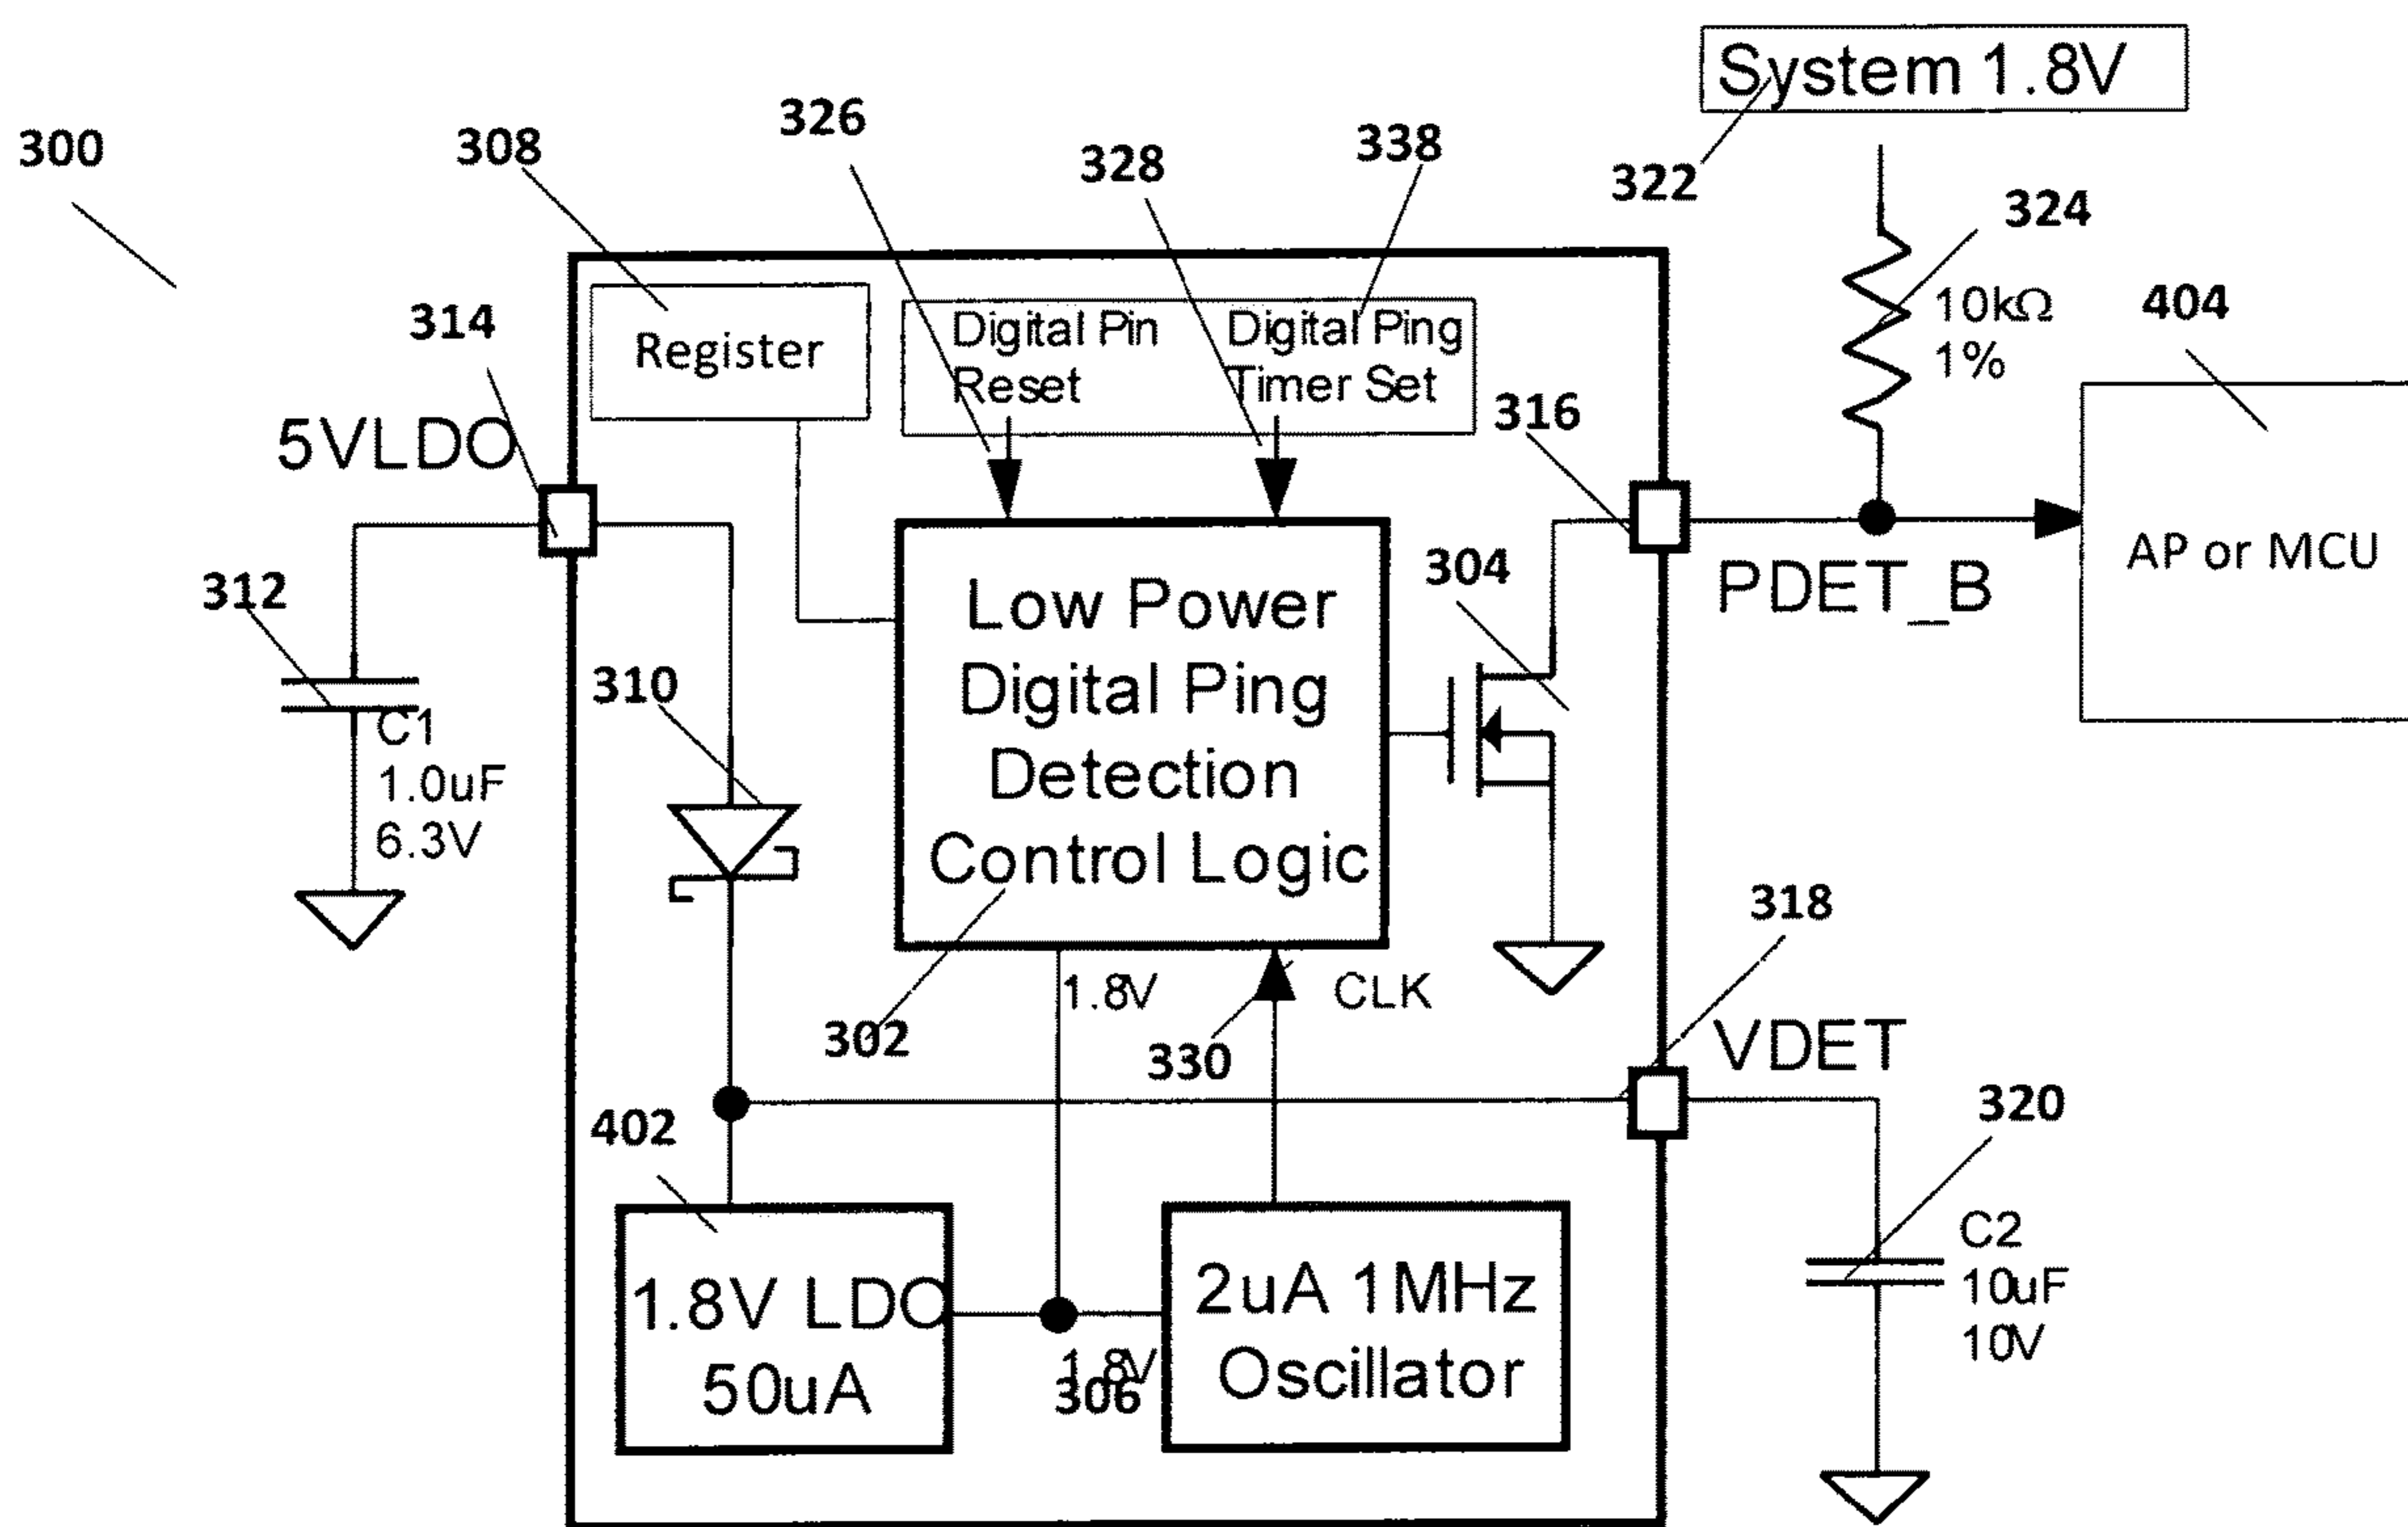 System 1.8V
300
308
326
328
338
322
324
10kΩ
1%
404
314
Register
Digital Pin
Reset
Digital Ping
Timer Set
316
5VLDO
AP or MCU
312
304
PDET_B
Low Power
Digital Ping
Detection
Control Logic
310
C1
1.0uF
6.3V
318
1.8V
CLK
302
330
VDET
402
320
1.8V LDO
50uA
1.8V
306
2uA 1MHz
Oscillator
C2
10uF
10V